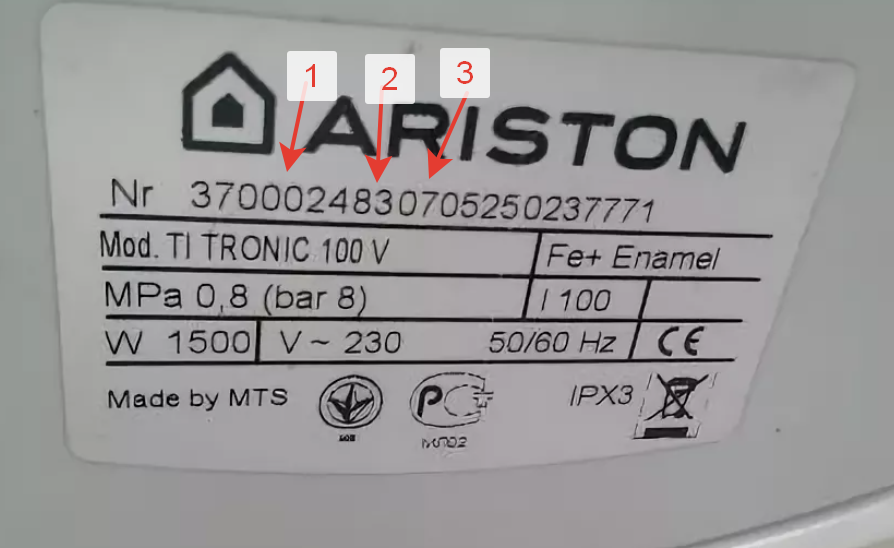 1 2 3
ARISTON
Nr 3700024830705250237771
Mod. TI TRONIC 100 V Fe+ Enamel
MPa 0,8 (bar 8) I 100
W 1500 V ~ 230 50/60 Hz CE
Made by MTS PC IPX3